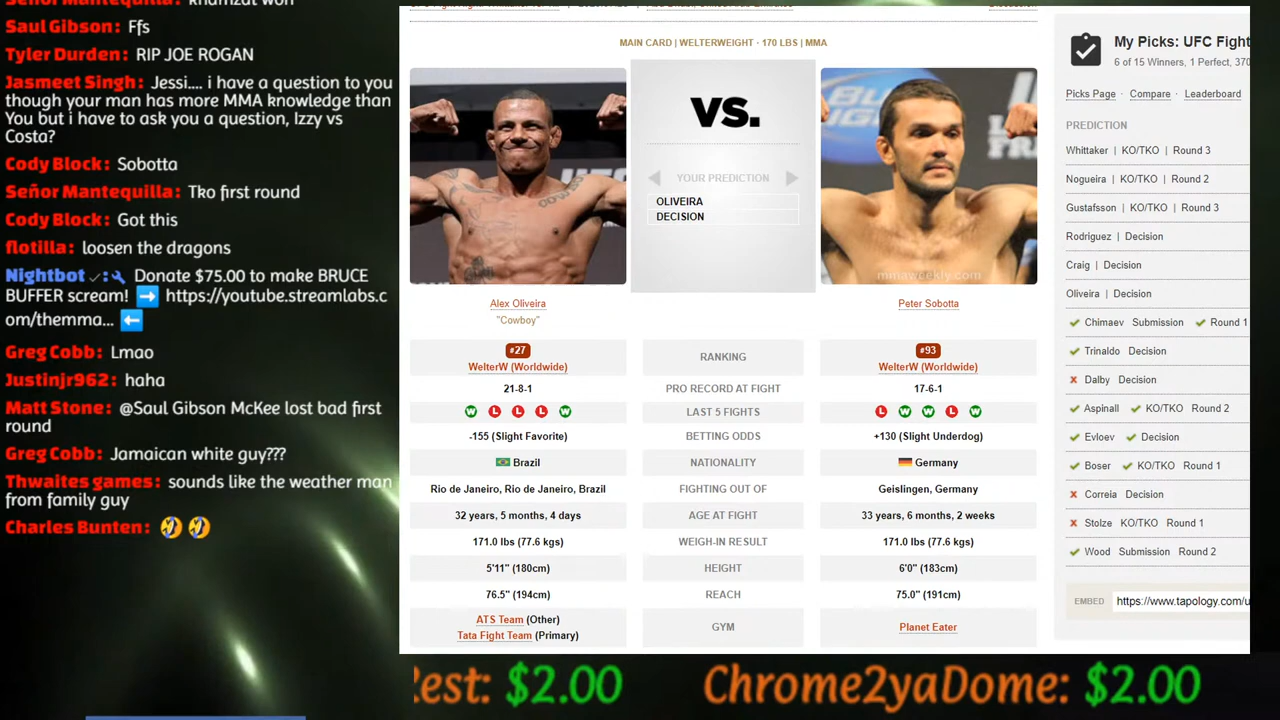 Señor Mantequilla: khamzat won
Saul Gibson: Ffs
Tyler Durden: RIP JOE ROGAN
Jasmeet Singh: Jessi.... i have a question to you
though your man has more MMA knowledge than
You but i have to ask you a question, Izzy vs
Costa?
Cody Block: Sobotta
Señor Mantequilla: Tko first round
Cody Block: Got this
flotilla: loosen the dragons
Nightbot ✓: Donate $75.00 to make BRUCE
BUFFER scream! ➡ https://youtube.streamlabs.c
om/themma... ⬅
Greg Cobb: Lmao
Justinjr962: haha
Matt Stone: @Saul Gibson McKee lost bad first
round
Greg Cobb: Jamaican white guy???
Thwaites games: sounds like the weather man
from family guy
Charles Bunten: 🤣 🤣
MAIN CARD | WELTERWEIGHT · 170 LBS | MMA
VS.
YOUR PREDICTION
OLIVEIRA
DECISION
mmaweekly.com
Alex Oliveira
"Cowboy"
Peter Sobotta
#27
WelterW (Worldwide)
RANKING
#93
WelterW (Worldwide)
21-8-1
PRO RECORD AT FIGHT
17-6-1
W L L L W
LAST 5 FIGHTS
L W W L W
-155 (Slight Favorite)
BETTING ODDS
+130 (Slight Underdog)
Brazil
NATIONALITY
Germany
Rio de Janeiro, Rio de Janeiro, Brazil
FIGHTING OUT OF
Geislingen, Germany
32 years, 5 months, 4 days
AGE AT FIGHT
33 years, 6 months, 2 weeks
171.0 lbs (77.6 kgs)
WEIGH-IN RESULT
171.0 lbs (77.6 kgs)
5'11" (180cm)
HEIGHT
6'0" (183cm)
76.5" (194cm)
REACH
75.0" (191cm)
ATS Team (Other)
Tata Fight Team (Primary)
GYM
Planet Eater
My Picks: UFC Fight
6 of 15 Winners, 1 Perfect, 370
Picks Page · Compare · Leaderboard
PREDICTION
Whittaker | KO/TKO | Round 3
Nogueira | KO/TKO | Round 2
Gustafsson | KO/TKO | Round 3
Rodriguez | Decision
Craig | Decision
Oliveira | Decision
Chimaev Submission Round 1
Trinaldo Decision
Dalby Decision
Aspinall KO/TKO Round 2
Evloev Decision
Boser KO/TKO Round 1
Correia Decision
Stolze KO/TKO Round 1
Wood Submission Round 2
EMBED https://www.tapology.com/u
Rest: $2.00 Chrome2yaDome: $2.00